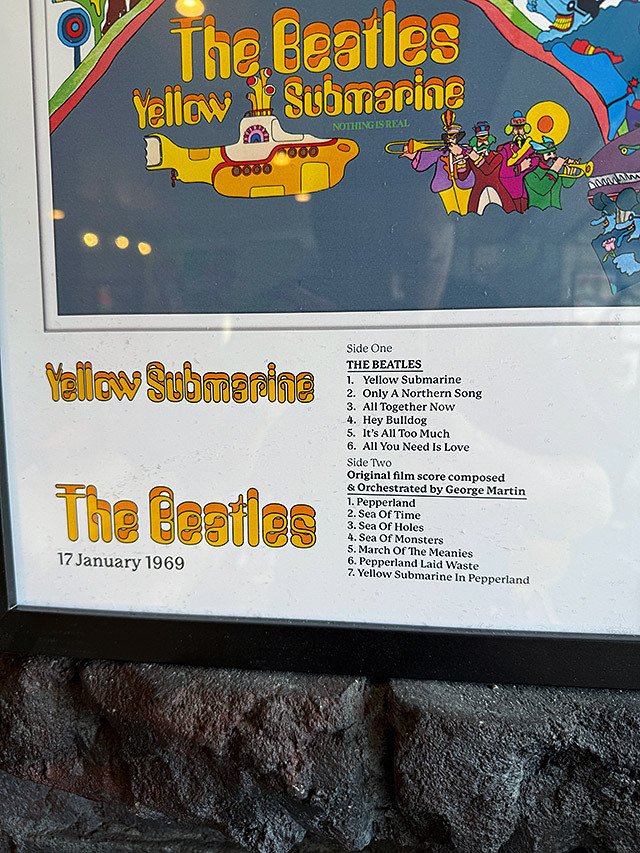 The Beatles
Yellow Submarine
NOTHING IS REAL
Yellow Submarine
The Beatles
17 January 1969
Side One
THE BEATLES
1. Yellow Submarine
2. Only A Northern Song
3. All Together Now
4. Hey Bulldog
5. It's All Too Much
6. All You Need Is Love
Side Two
Original film score composed
& Orchestrated by George Martin
1. Pepperland
2. Sea Of Time
3. Sea Of Holes
4. Sea Of Monsters
5. March Of The Meanies
6. Pepperland Laid Waste
7. Yellow Submarine In Pepperland